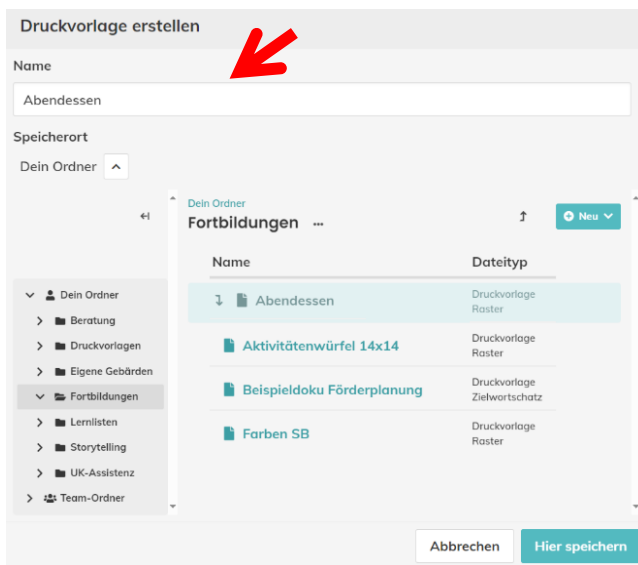 Druckvorlage erstellen
Name
Abendessen
Speicherort
Dein Ordner
Dein Ordner
Fortbildungen ...
Neu
Name Dateityp
Dein Ordner
Beratung
Druckvorlagen
Eigene Gebärden
Fortbildungen
Lernlisten
Storytelling
UK-Assistenz
Team-Ordner
Abendessen Druckvorlage
Raster
Aktivitätenwürfel 14x14 Druckvorlage
Raster
Beispieldoku Förderplanung Druckvorlage
Zielwortschatz
Farben SB Druckvorlage
Raster
Abbrechen Hier speichern